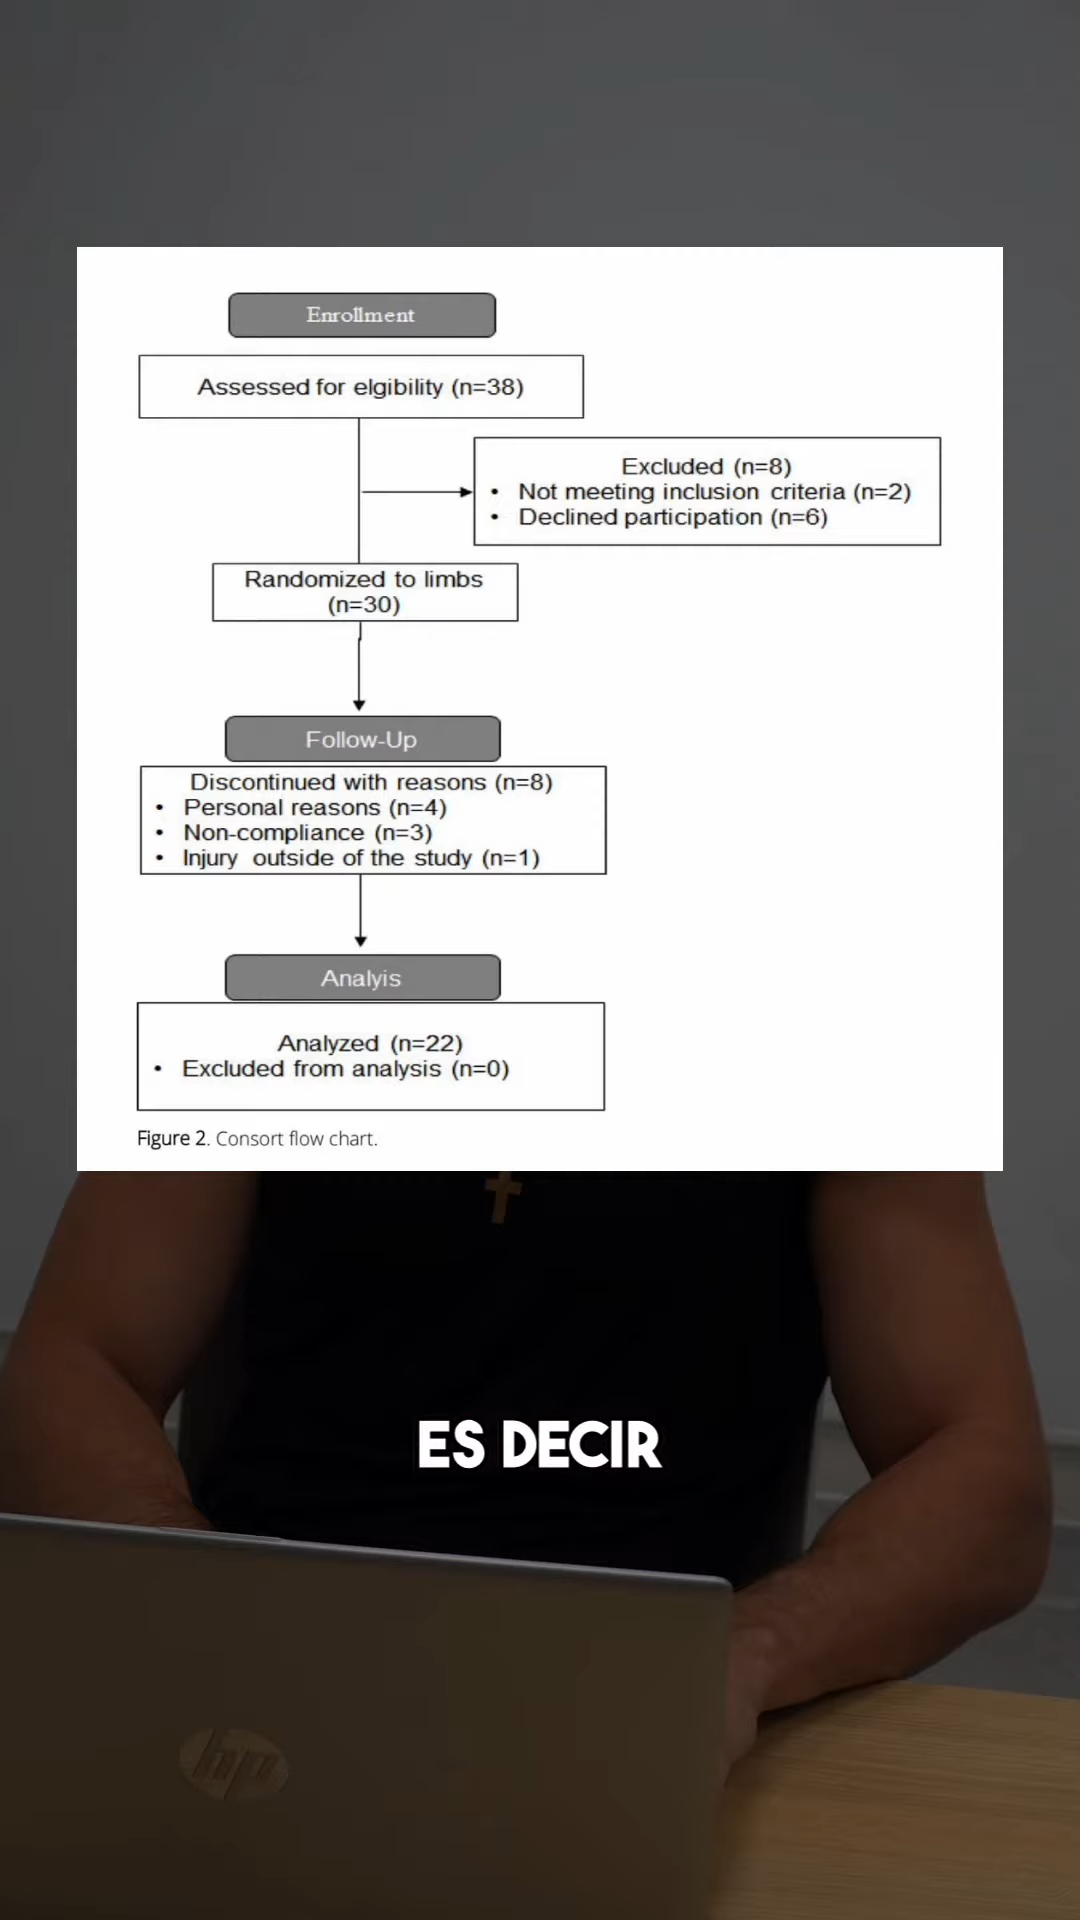 Enrollment
Assessed for elgibility (n=38)
Excluded (n=8)
• Not meeting inclusion criteria (n=2)
• Declined participation (n=6)
Randomized to limbs
(n=30)
Follow-Up
Discontinued with reasons (n=8)
• Personal reasons (n=4)
• Non-compliance (n=3)
• Injury outside of the study (n=1)
Analyis
Analyzed (n=22)
• Excluded from analysis (n=0)
Figure 2. Consort flow chart.
ES DECIR
hp